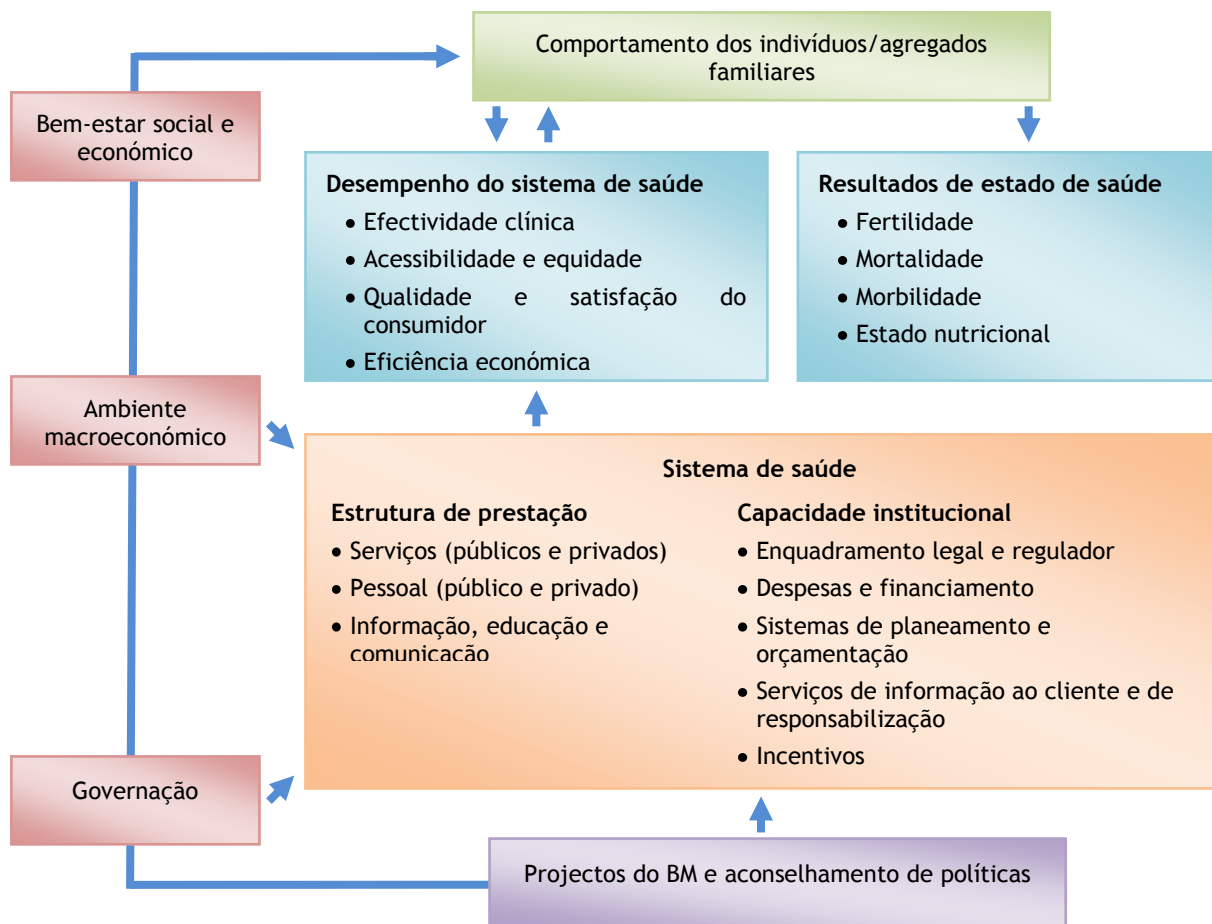 Comportamento dos indivíduos/agregados
familiares
Bem-estar social e
económico
Desempenho do sistema de saúde
• Efectividade clínica
• Acessibilidade e equidade
• Qualidade e satisfação do
consumidor
• Eficiência económica
Resultados de estado de saúde
• Fertilidade
• Mortalidade
• Morbilidade
• Estado nutricional
Ambiente
macroeconómico
Sistema de saúde
Estrutura de prestação
• Serviços (públicos e privados)
• Pessoal (público e privado)
• Informação, educação e
comunicação
Capacidade institucional
• Enquadramento legal e regulador
• Despesas e financiamento
• Sistemas de planeamento e
orçamentação
• Serviços de informação ao cliente e de
responsabilização
• Incentivos
Governação
Projectos do BM e aconselhamento de políticas